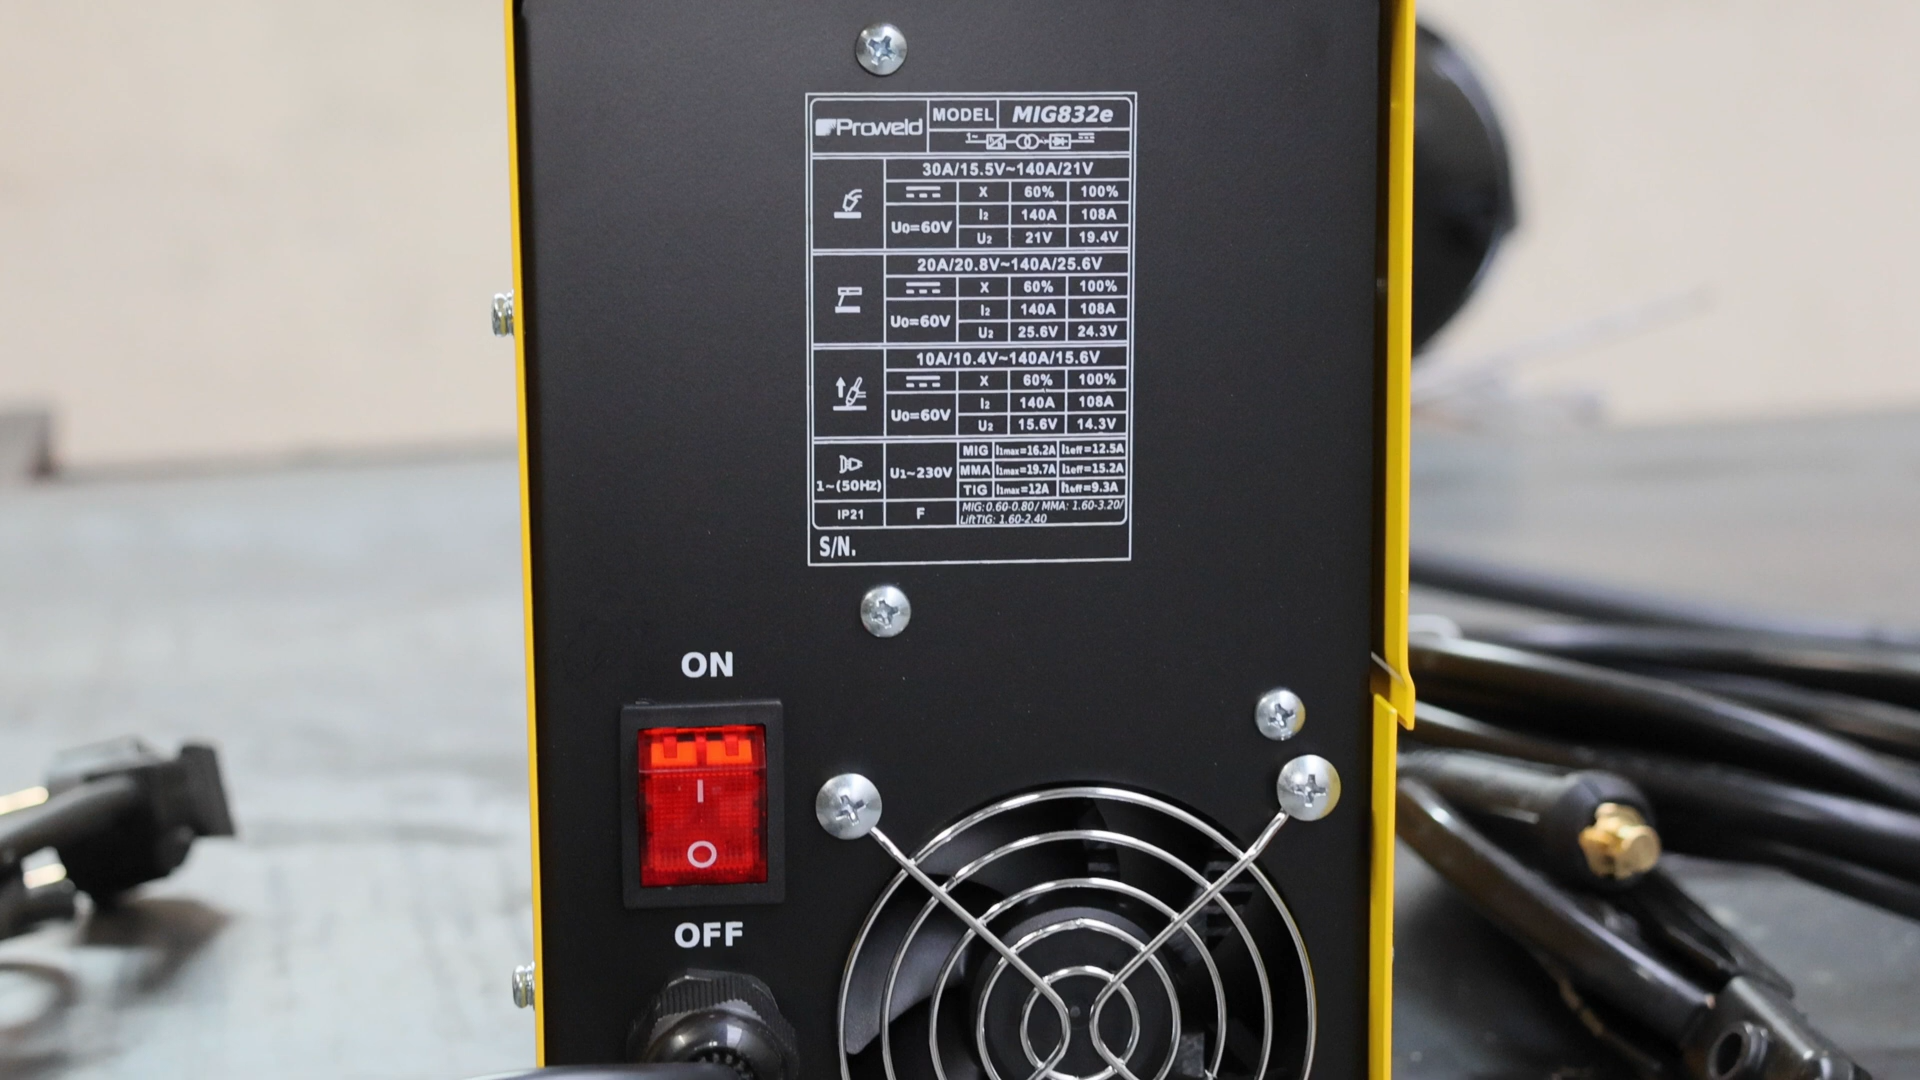 Proweld MODEL MIG832e
1~
30A/15.5V~140A/21V
X 60% 100%
U0=60V I2 140A 108A
U2 21V 19.4V
20A/20.8V~140A/25.6V
X 60% 100%
U0=60V I2 140A 108A
U2 25.6V 24.3V
10A/10.4V~140A/15.6V
X 60% 100%
U0=60V I2 140A 108A
U2 15.6V 14.3V
1~(50Hz) U1~230V MIG I1max=16.2A I1eff=12.5A
MMA I1max=19.7A I1eff=15.2A
TIG I1max=12A I1eff=9.3A
IP21 F MIG: 0.60-0.80/ MMA: 1.60-3.20/
LiftTIG: 1.60-2.40
S/N.
ON
I
O
OFF